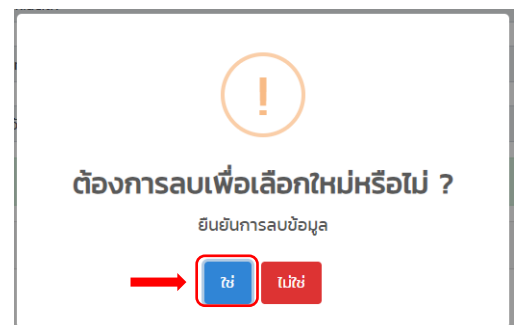 !
ต้องการลบเพื่อเลือกใหม่หรือไม่ ?
ยืนยันการลบข้อมูล
ใช่ ไม่ใช่